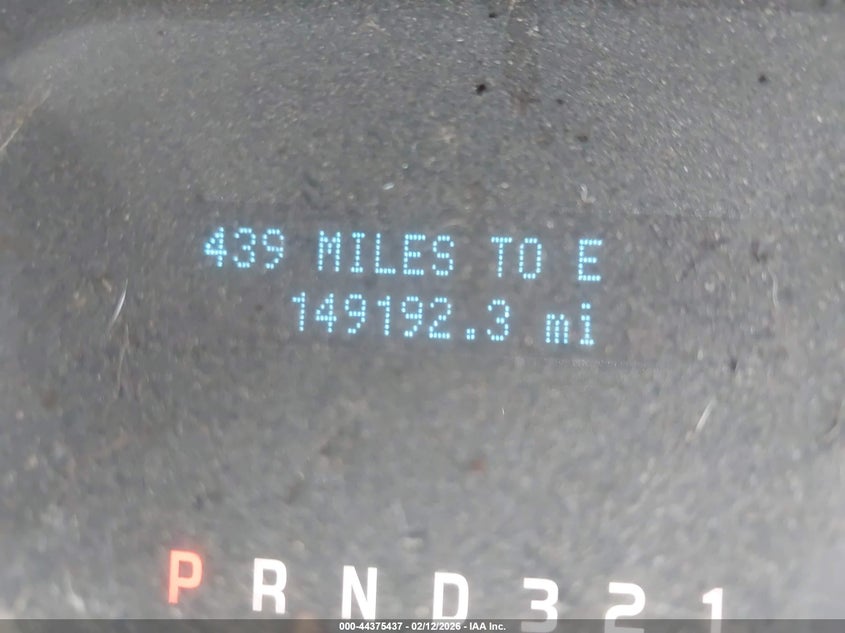 439 MILES TO E
149192.3 mi
P R N D 3 2 1
000-44375437 - 02/12/2026 - IAA Inc.